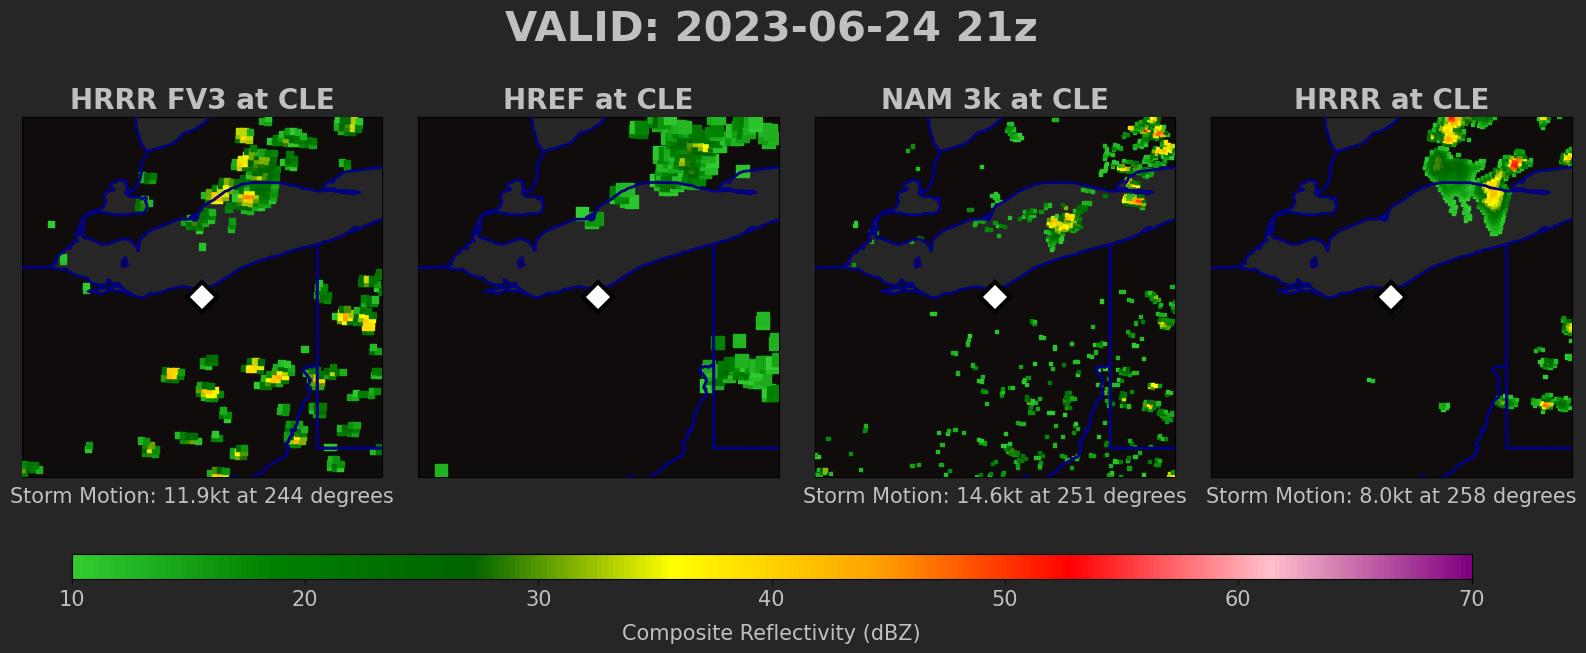 VALID: 2023-06-24 21z
HRRR FV3 at CLE
HREF at CLE
NAM 3k at CLE
HRRR at CLE
Storm Motion: 11.9kt at 244 degrees
Storm Motion: 14.6kt at 251 degrees
Storm Motion: 8.0kt at 258 degrees
10 20 30 40 50 60 70
Composite Reflectivity (dBZ)